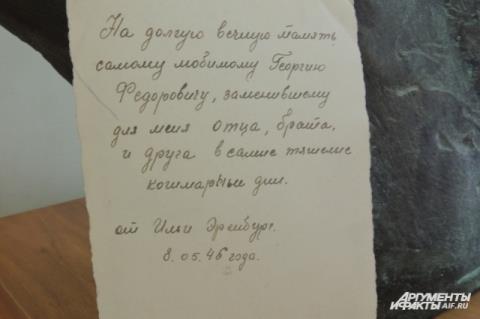 На долгую вечную память
самому любимому Георгию
Федоровичу, заменившему
для меня отца, брата,
и друга в самые тяжелые
кошмарные дни.
от Ильи Эренбург.
8.05.46 года.
АРГУМЕНТЫ
И ФАКТЫ AIF.RU